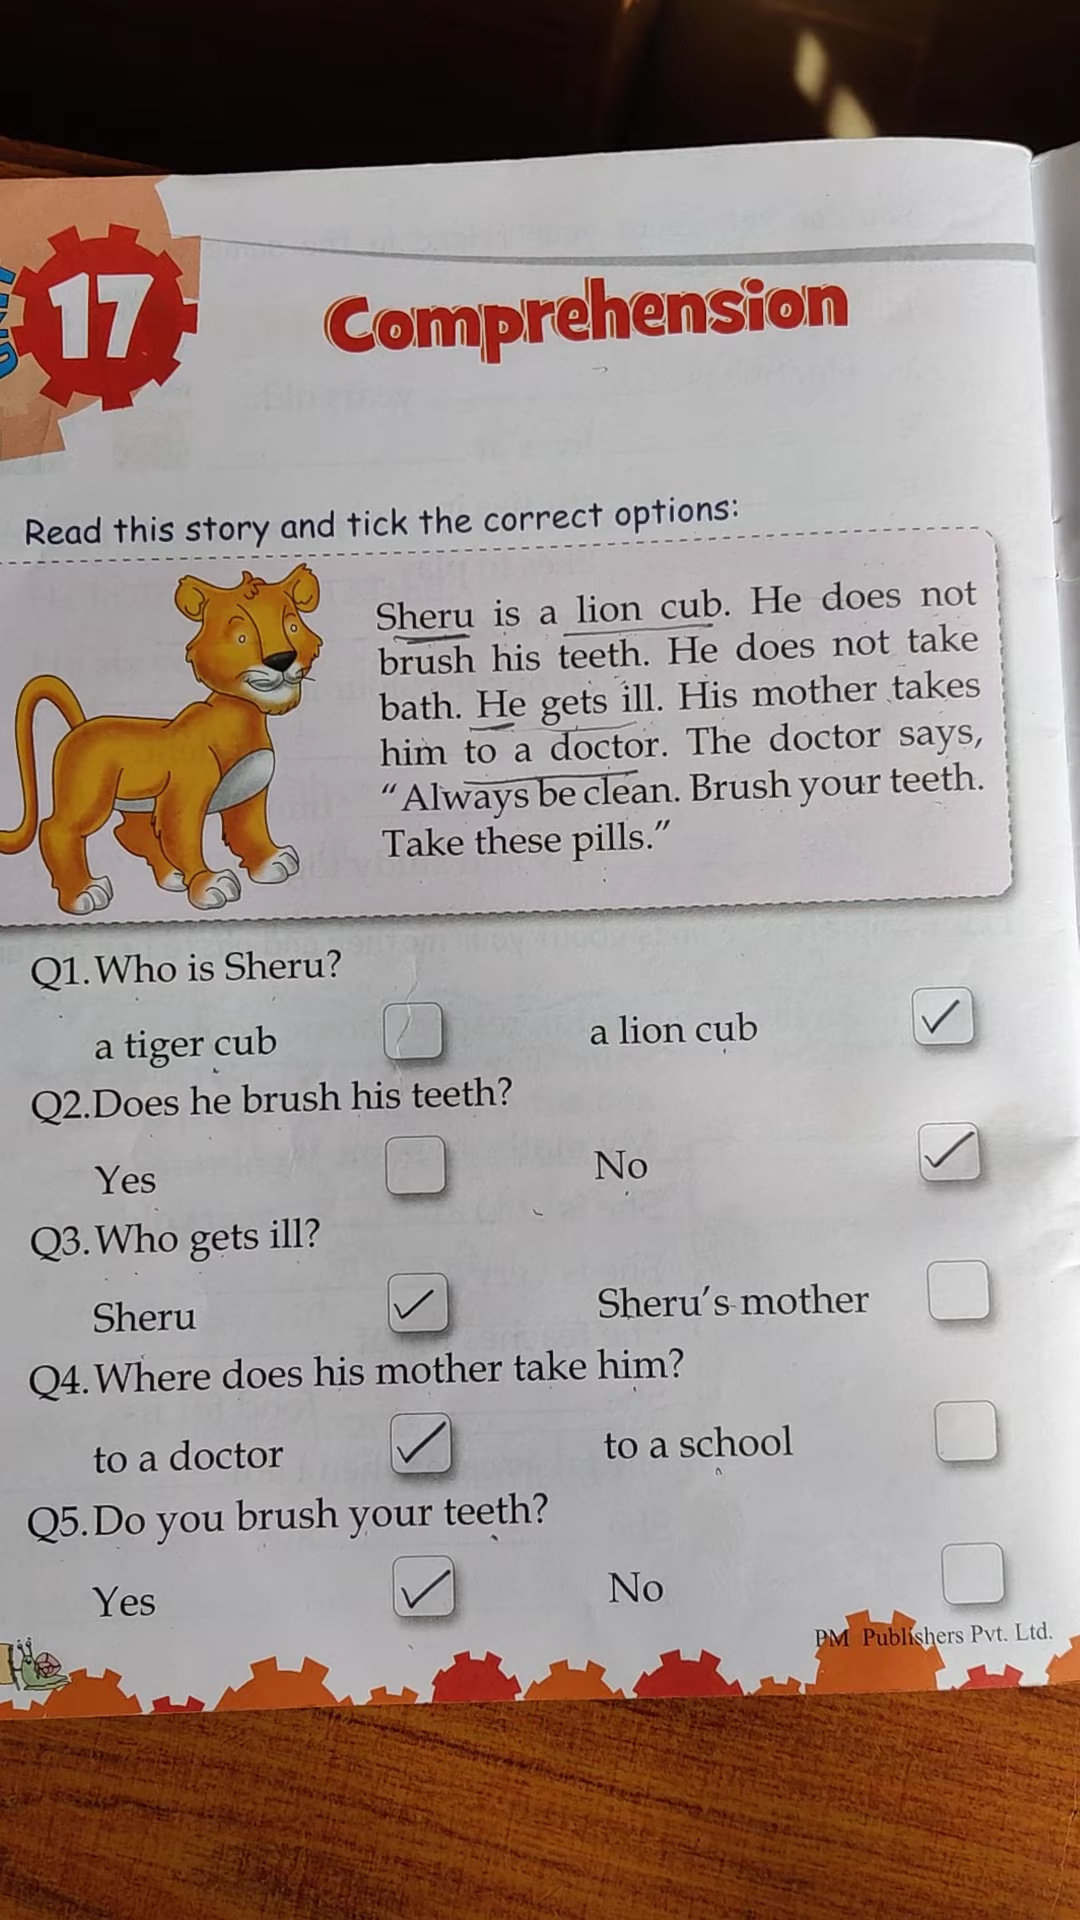 17
Comprehension
Read this story and tick the correct options:
Sheru is a lion cub. He does not
brush his teeth. He does not take
bath. He gets ill. His mother takes
him to a doctor. The doctor says,
“Always be clean. Brush your teeth.
Take these pills.”
Q1. Who is Sheru?
a tiger cub a lion cub ✓
Q2. Does he brush his teeth?
Yes No ✓
Q3. Who gets ill?
Sheru ✓ Sheru’s mother
Q4. Where does his mother take him?
to a doctor ✓ to a school
Q5. Do you brush your teeth?
Yes ✓ No
PM Publishers Pvt. Ltd.